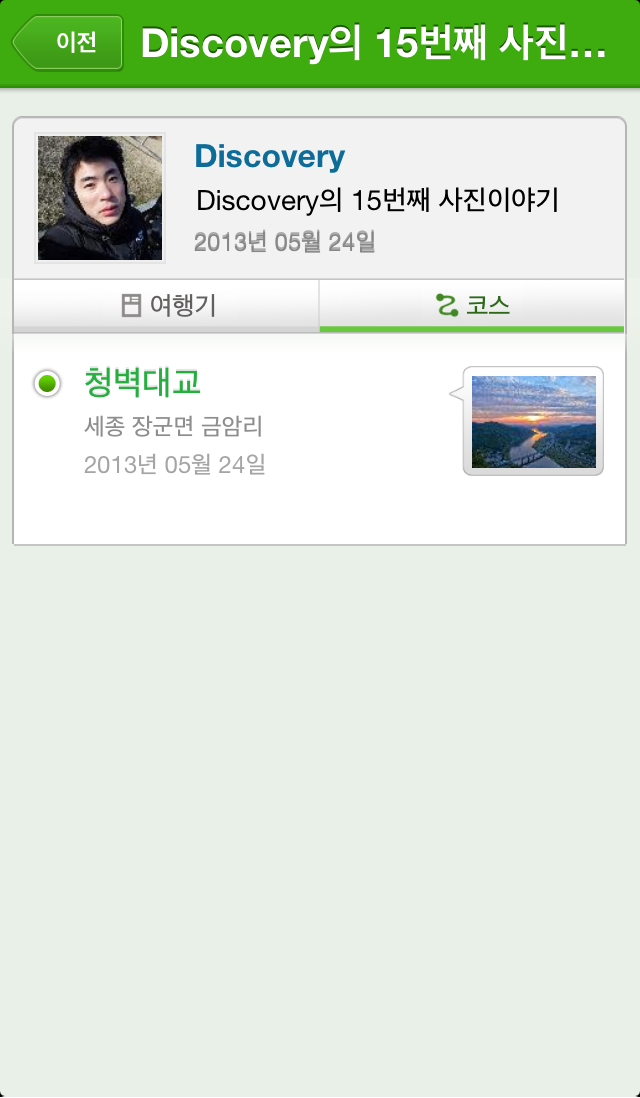 이전
Discovery의 15번째 사진...
Discovery
Discovery의 15번째 사진이야기
2013년 05월 24일
여행기
코스
청벽대교
세종 장군면 금암리
2013년 05월 24일